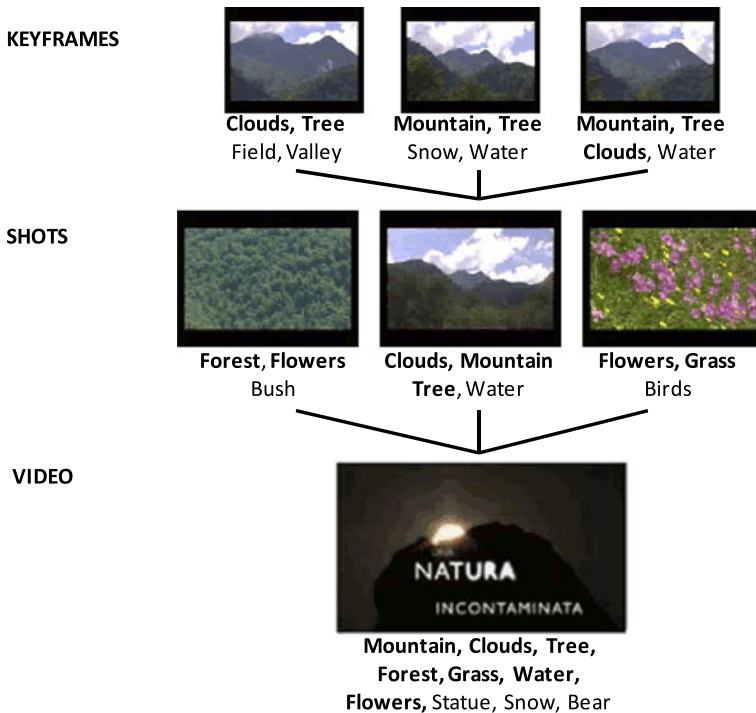 KEYFRAMES
Clouds, Tree
Field, Valley
Mountain, Tree
Snow, Water
Mountain, Tree
Clouds, Water
SHOTS
Forest, Flowers
Bush
Clouds, Mountain
Tree, Water
Flowers, Grass
Birds
VIDEO
NATURA
INCONTAMINATA
Mountain, Clouds, Tree,
Forest, Grass, Water,
Flowers, Statue, Snow, Bear